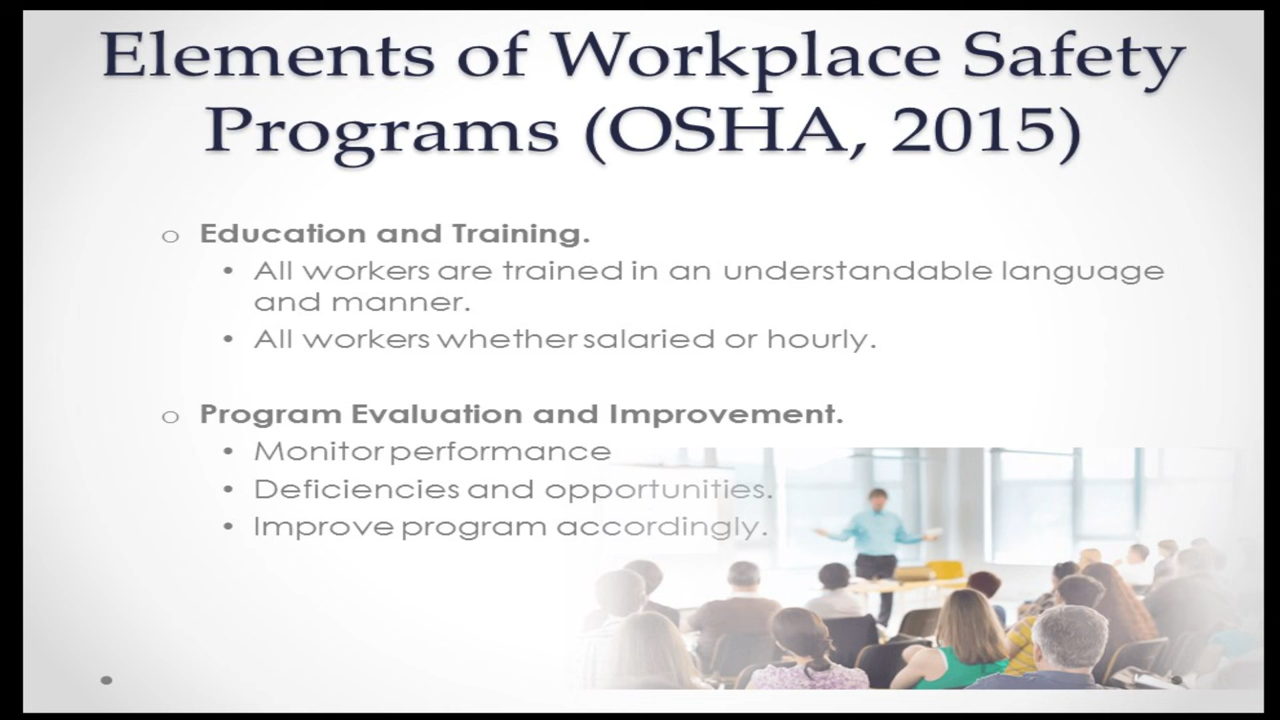 Elements of Workplace Safety
Programs (OSHA, 2015)
o Education and Training.
• All workers are trained in an understandable language
and manner.
• All workers whether salaried or hourly.
o Program Evaluation and Improvement.
• Monitor performance
• Deficiencies and opportunities.
• Improve program accordingly.